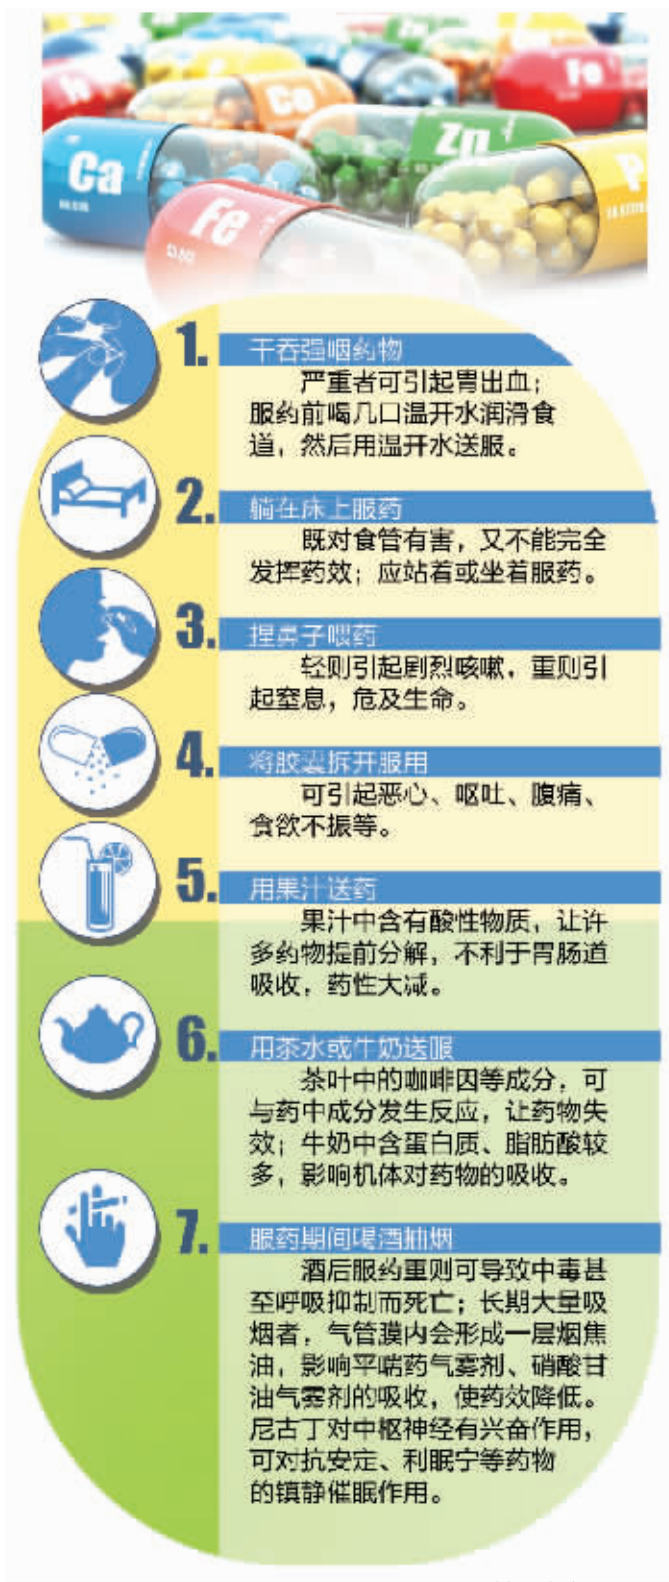 Ca
Fe
Co
Zn
Fe
P
1.
干吞强咽药物
严重者可引起胃出血；
服药前喝几口温开水润滑食
道，然后用温开水送服。
2.
躺在床上服药
既对食管有害，又不能完全
发挥药效；应站着或坐着服药。
3.
捏鼻子喂药
轻则引起剧烈咳嗽，重则引
起窒息，危及生命。
4.
将胶囊拆开服用
可引起恶心、呕吐、腹痛、
食欲不振等。
5.
用果汁送药
果汁中含有酸性物质，让许
多药物提前分解，不利于胃肠道
吸收，药性大减。
6.
用茶水或牛奶送服
茶叶中的咖啡因等成分，可
与药中成分发生反应，让药物失
效；牛奶中含蛋白质、脂肪酸较
多，影响机体对药物的吸收。
7.
服药期间喝酒抽烟
酒后服药重则可导致中毒甚
至呼吸抑制而死亡；长期大量吸
烟者，气管膜内会形成一层烟焦
油，影响平喘药气雾剂、硝酸甘
油气雾剂的吸收，使药效降低。
尼古丁对中枢神经有兴奋作用，
可对抗安定、利眠宁等药物
的镇静催眠作用。